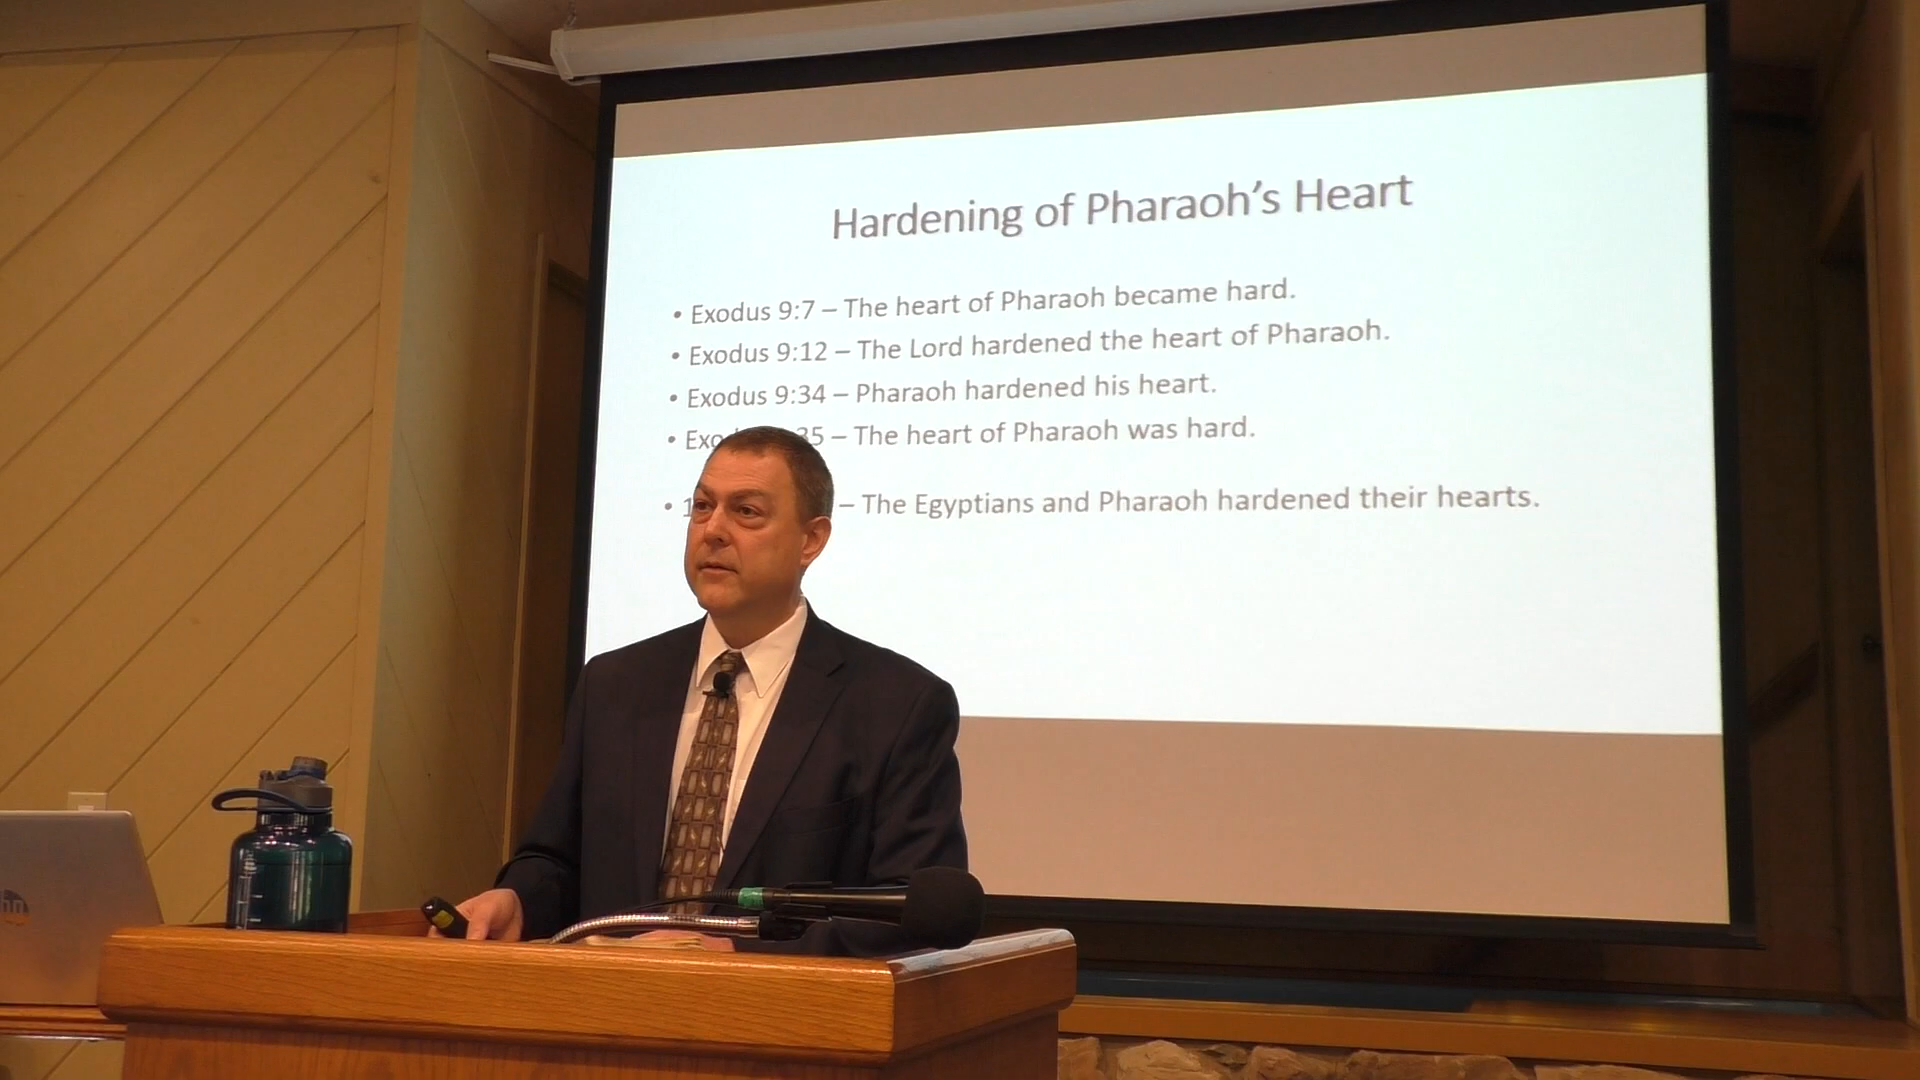 Hardening of Pharaoh's Heart
• Exodus 9:7 – The heart of Pharaoh became hard.
• Exodus 9:12 – The Lord hardened the heart of Pharaoh.
• Exodus 9:34 – Pharaoh hardened his heart.
• Exo 35 – The heart of Pharaoh was hard.
• 1 – The Egyptians and Pharaoh hardened their hearts.